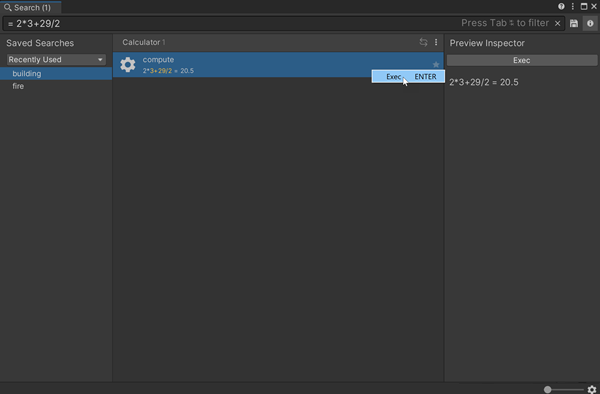 Search (1)
= 2*3+29/2
Press Tab ⇆ to filter
Saved Searches
Recently Used
building
fire
Calculator 1
compute
2*3+29/2 = 20.5
Exec ENTER
Preview Inspector
Exec
2*3+29/2 = 20.5